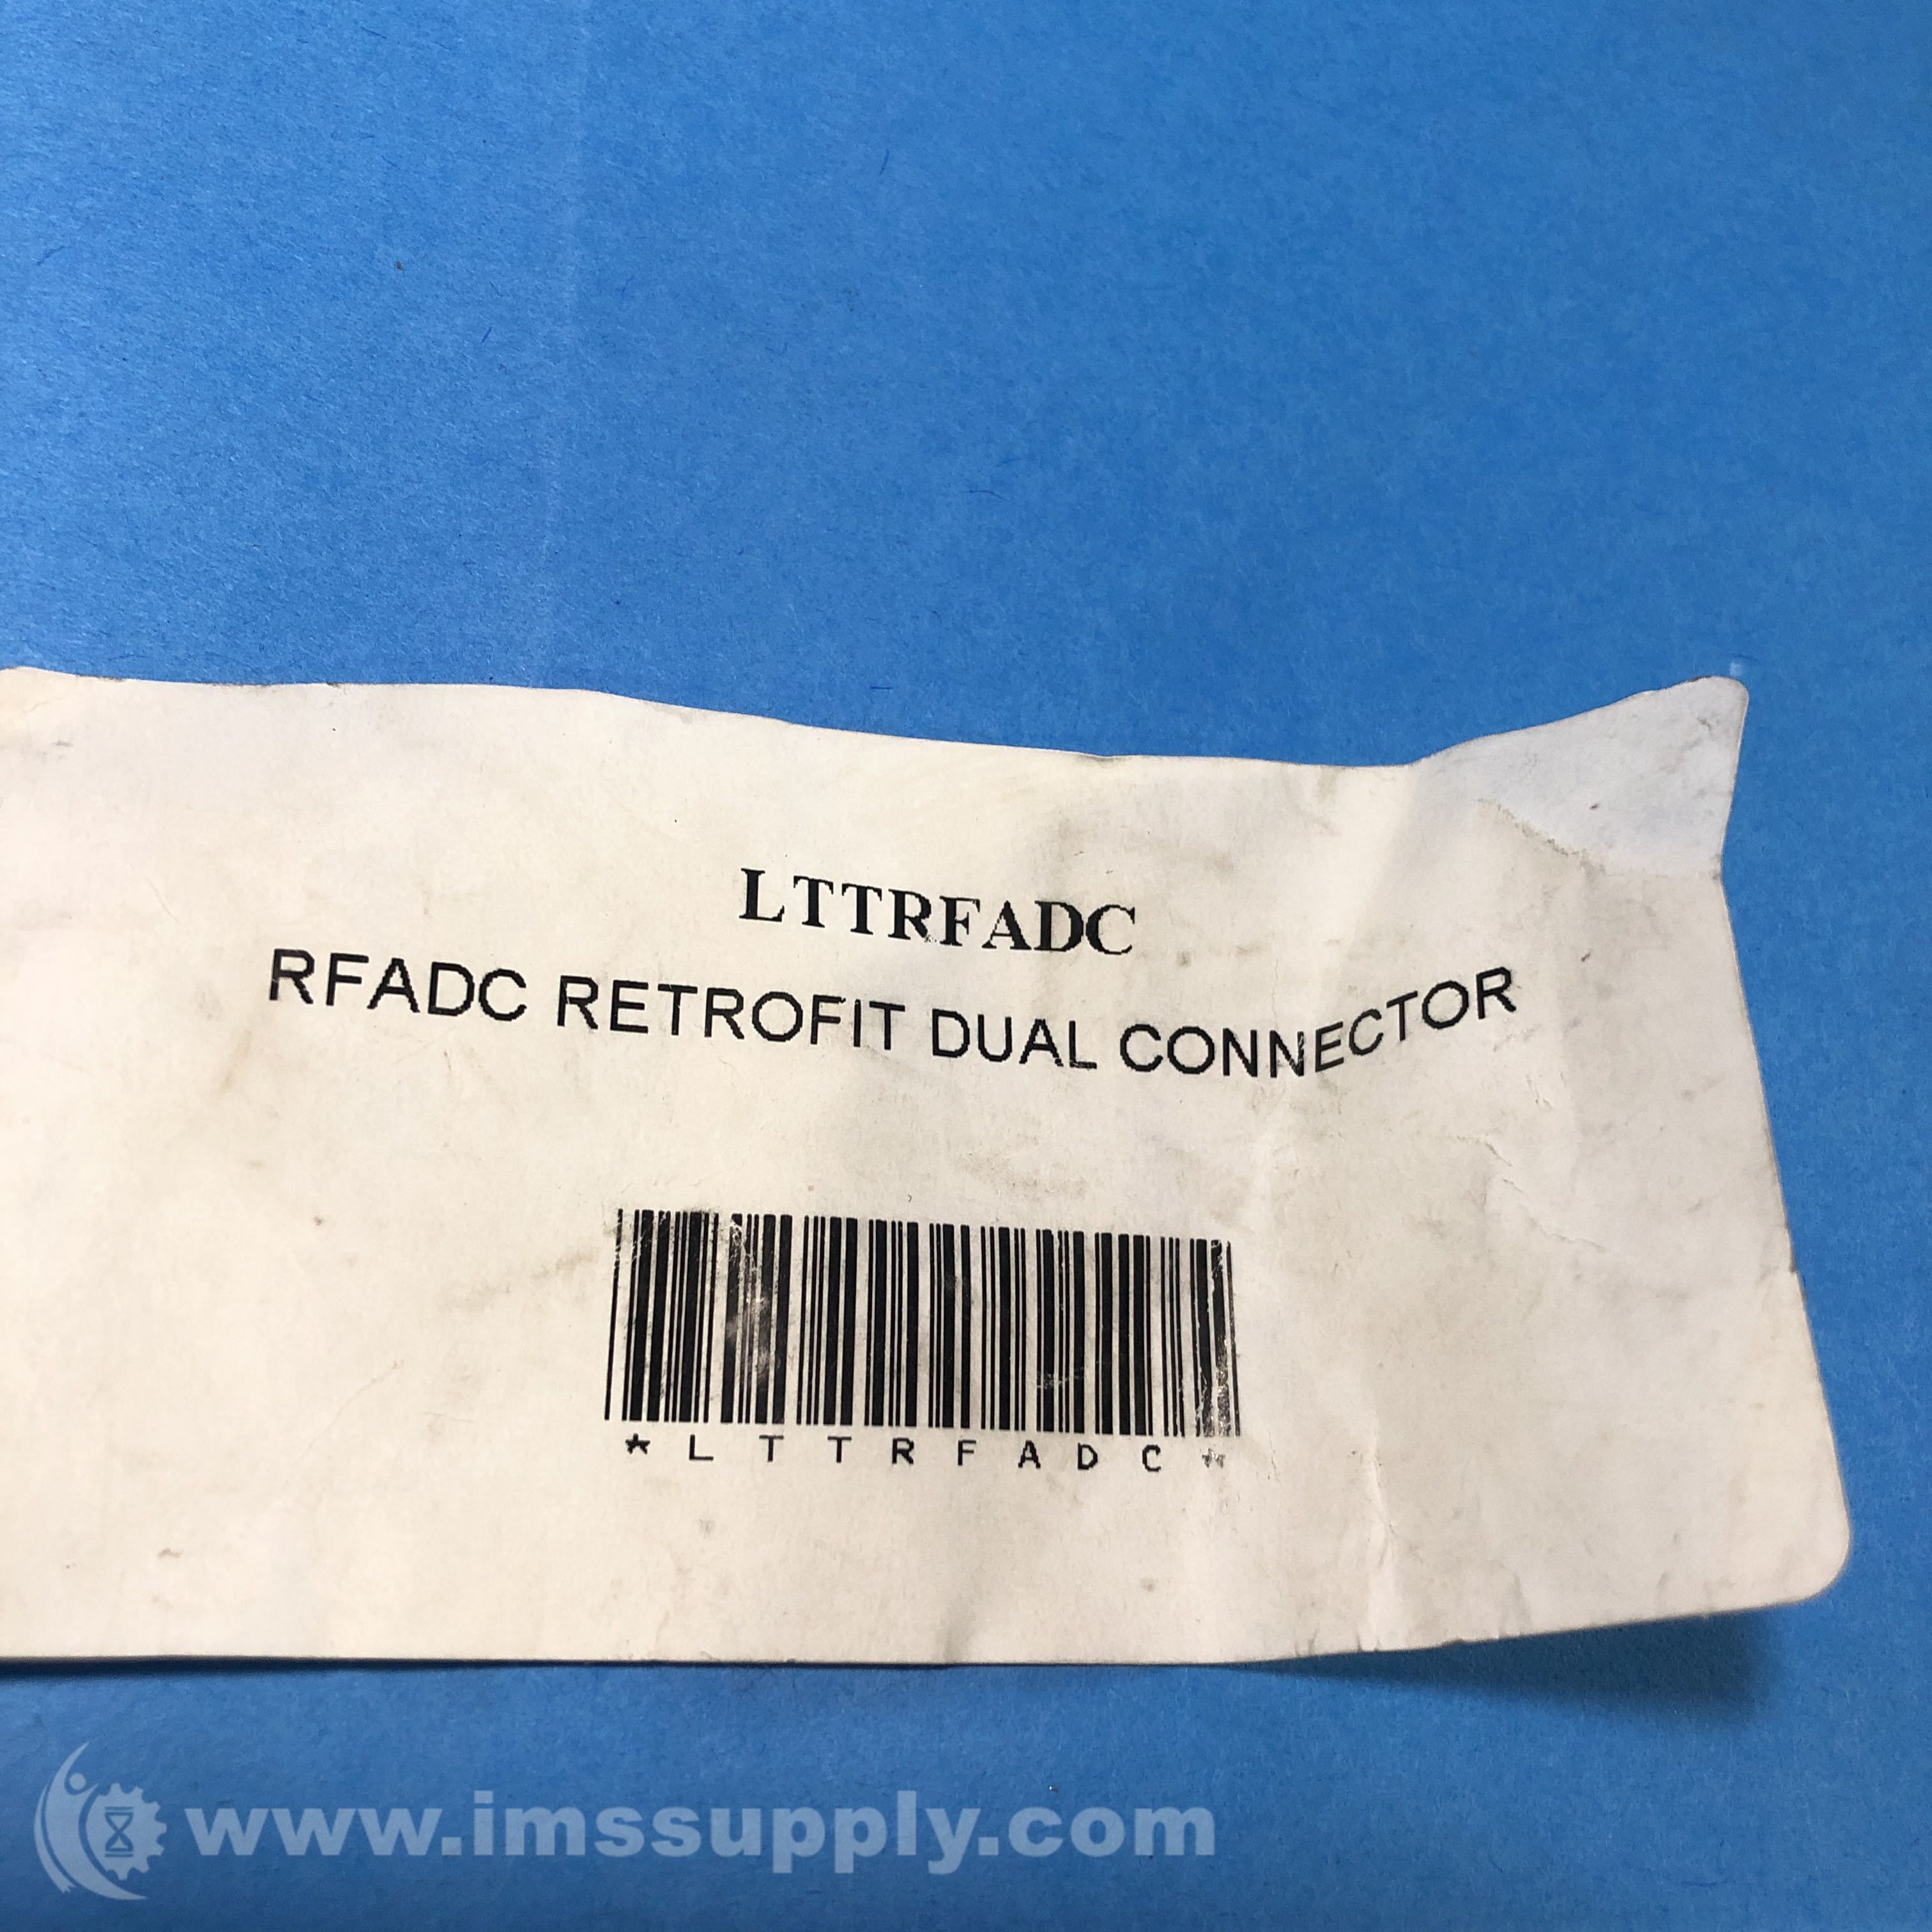 LTTRFADC
RFADC RETROFIT DUAL CONNECTOR
*LTTRFADC*
www.imssupply.com